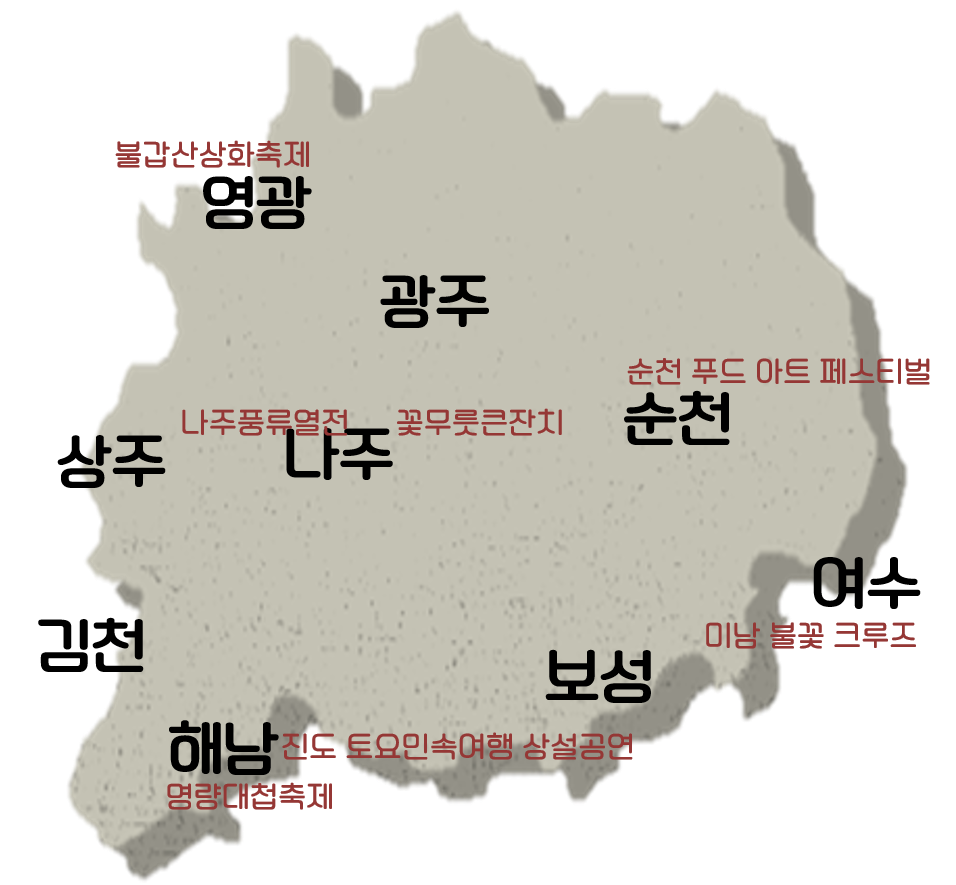 불갑산상화축제
영광
광주
순천 푸드 아트 페스티벌
순천
나주풍류열전
꽃무릇큰잔치
상주
나주
여수
미남 불꽃 크루즈
김천
보성
해남
진도 토요민속여행 상설공연
명량대첩축제